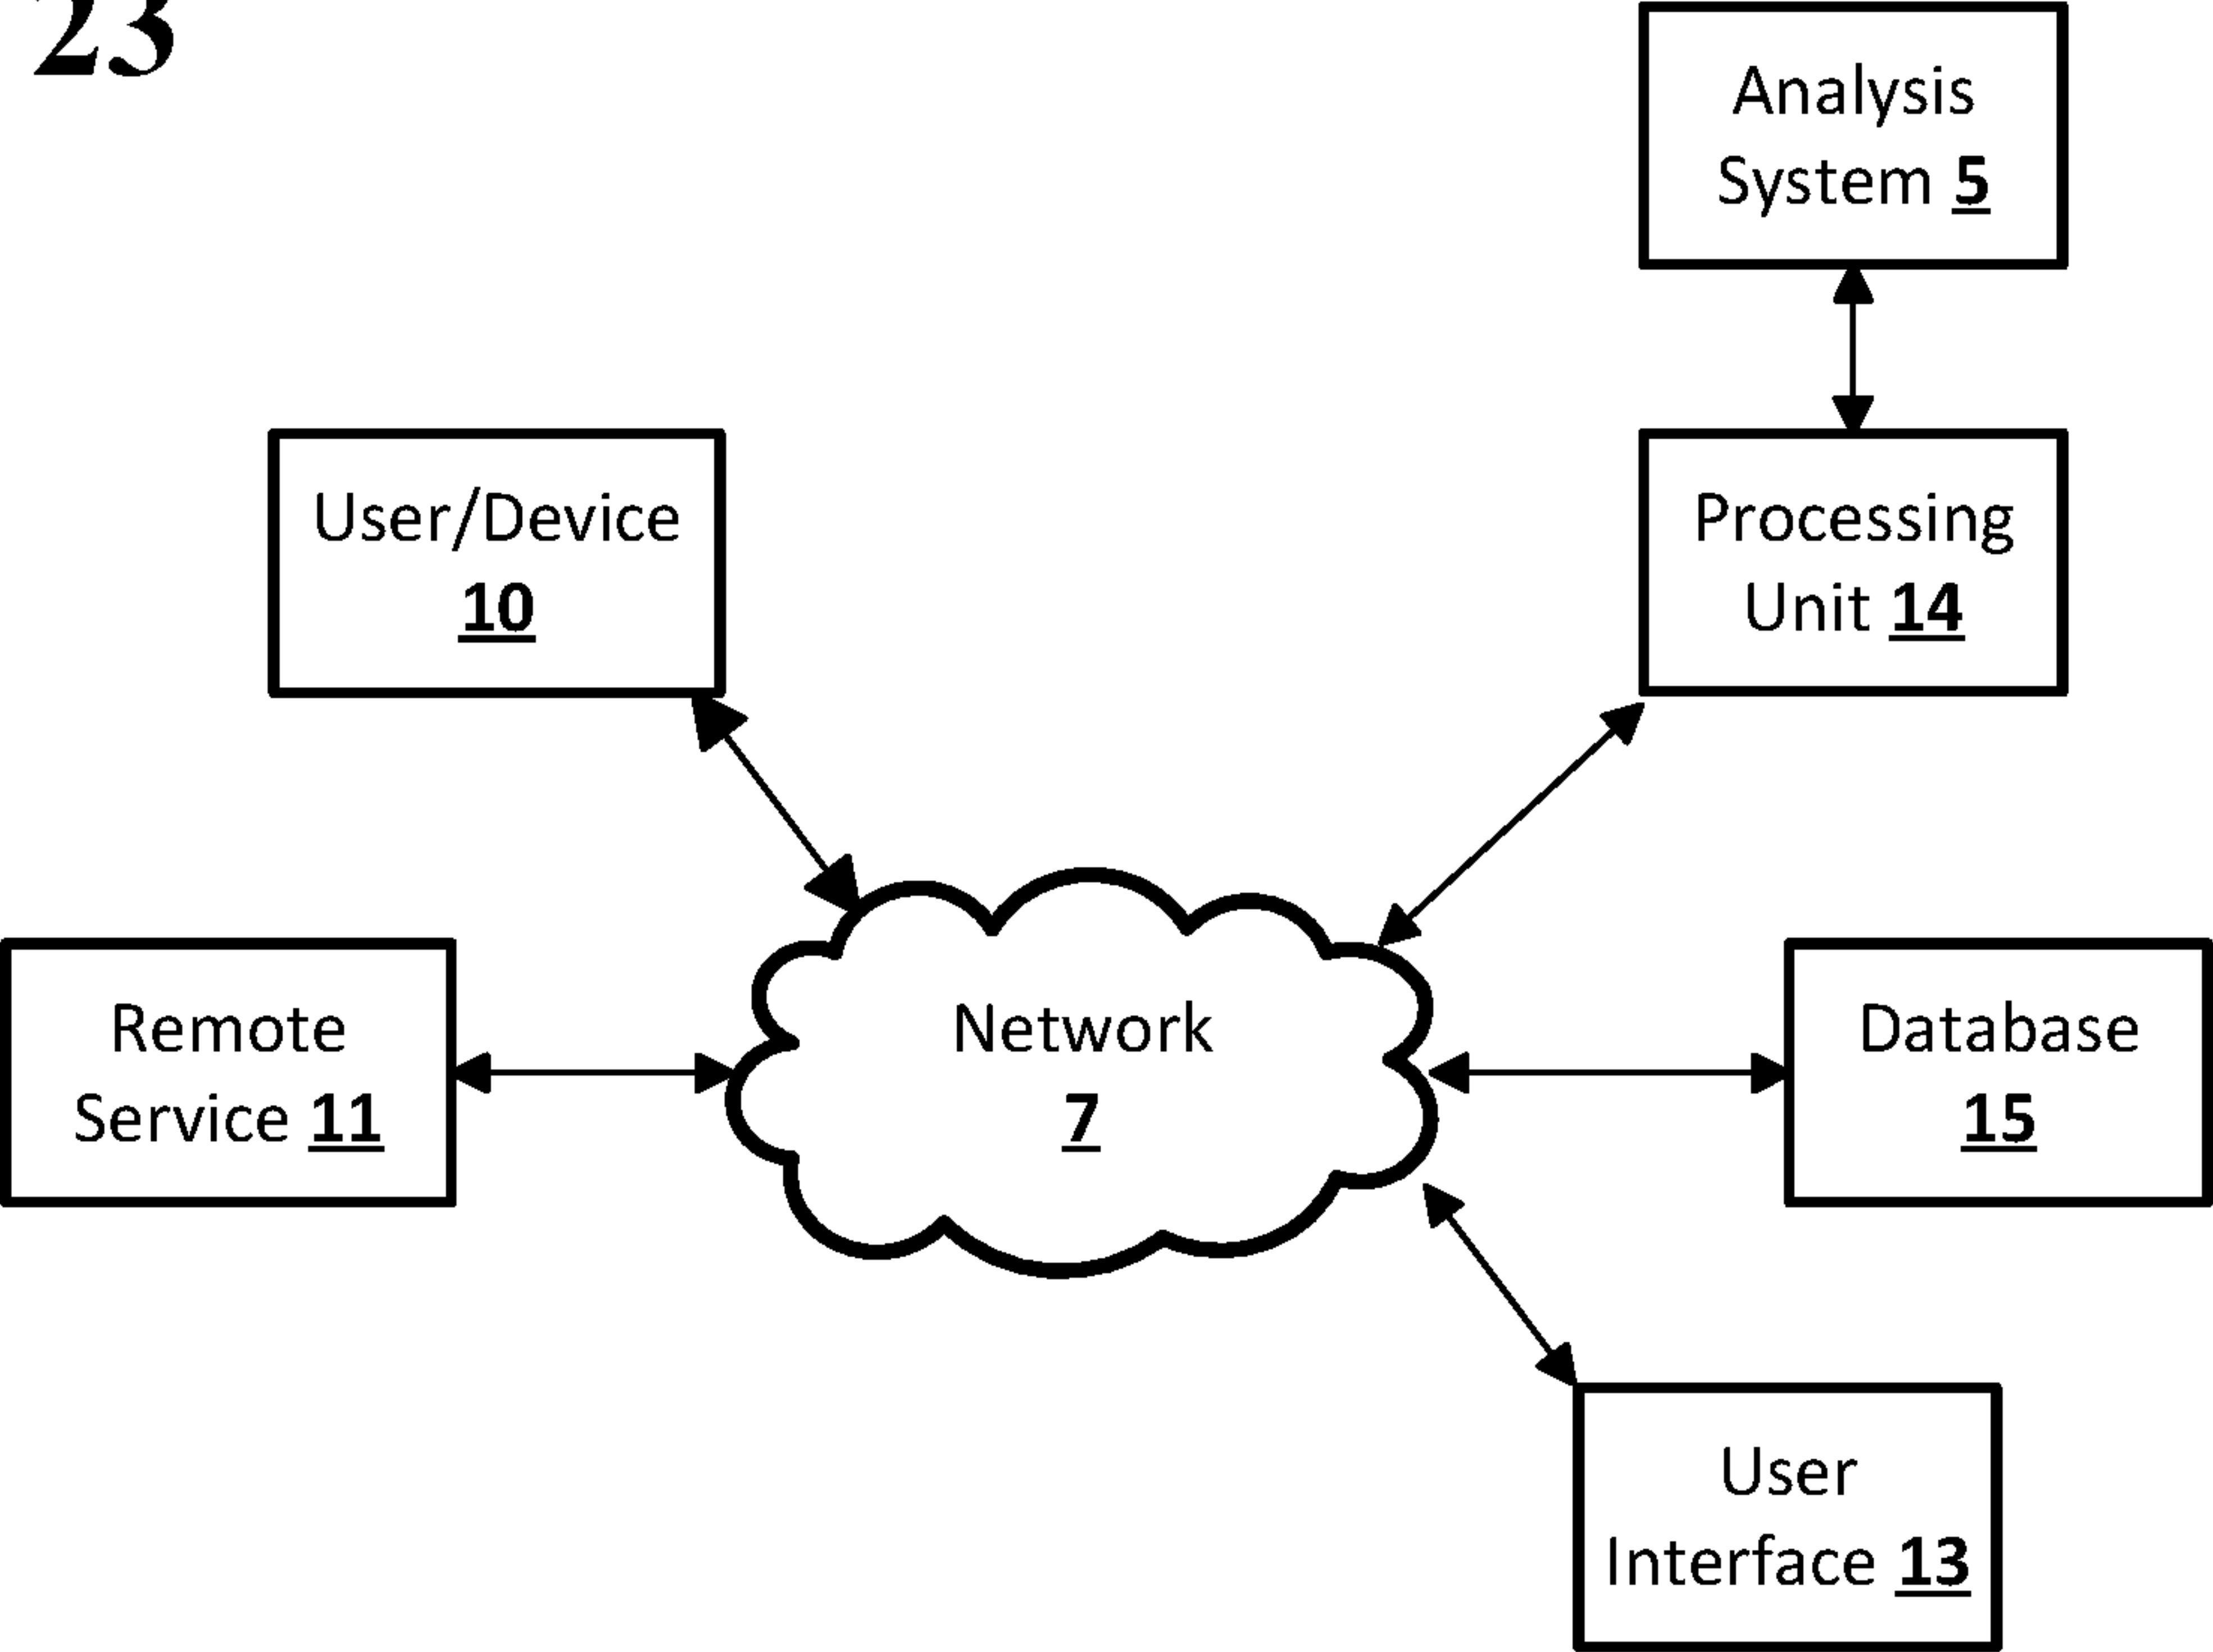 23
Analysis
System 5
User/Device
10
Processing
Unit 14
Remote
Service 11
Network
7
Database
15
User
Interface 13